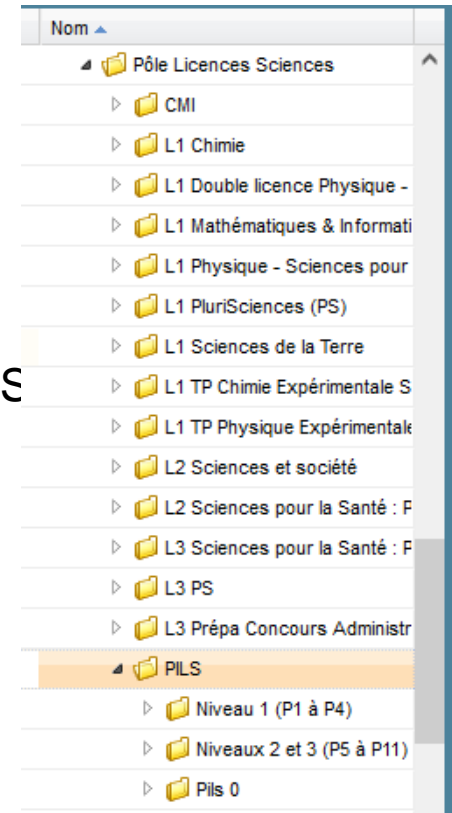 Nom
Pôle Licences Sciences
CMI
L1 Chimie
L1 Double licence Physique -
L1 Mathématiques & Informati
L1 Physique - Sciences pour
L1 PluriSciences (PS)
L1 Sciences de la Terre
S
L1 TP Chimie Expérimentale S
L1 TP Physique Expérimentale
L2 Sciences et société
L2 Sciences pour la Santé : P
L3 Sciences pour la Santé : P
L3 PS
L3 Prépa Concours Administr
PILS
Niveau 1 (P1 à P4)
Niveaux 2 et 3 (P5 à P11)
Pils 0